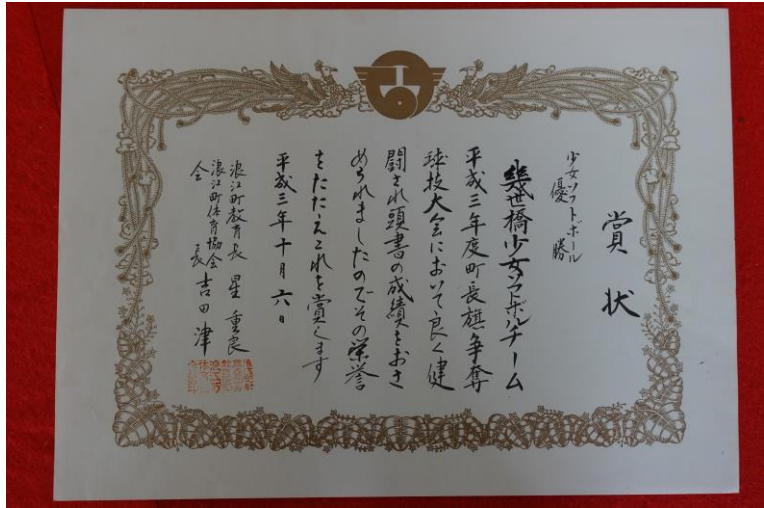 賞状
少女ソフトボール
優勝
幾世橋少女ソフトボールチーム
平成三年度町長旗争奪
球技大会において良く健
闘され頭書の成績をおさ
められましたのでその栄誉
をたたえこれを賞します
平成三年十月六日
浪江町教育長 星重良
浪江町体育協会
会長 吉田津